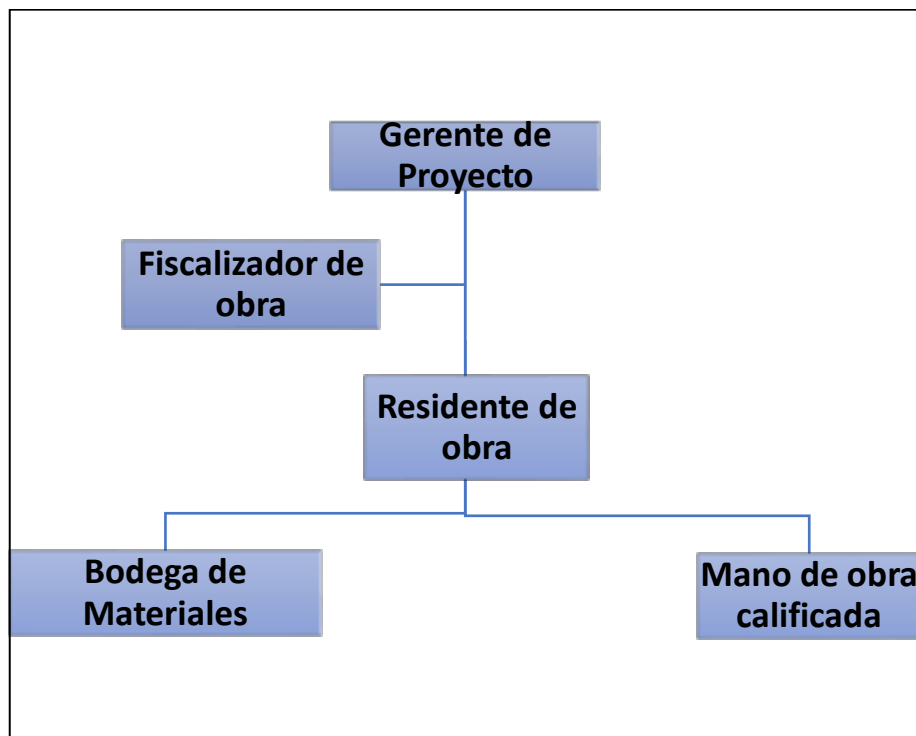 Gerente de
Proyecto
Fiscalizador de
obra
Residente de
obra
Bodega de
Materiales
Mano de obra
calificada